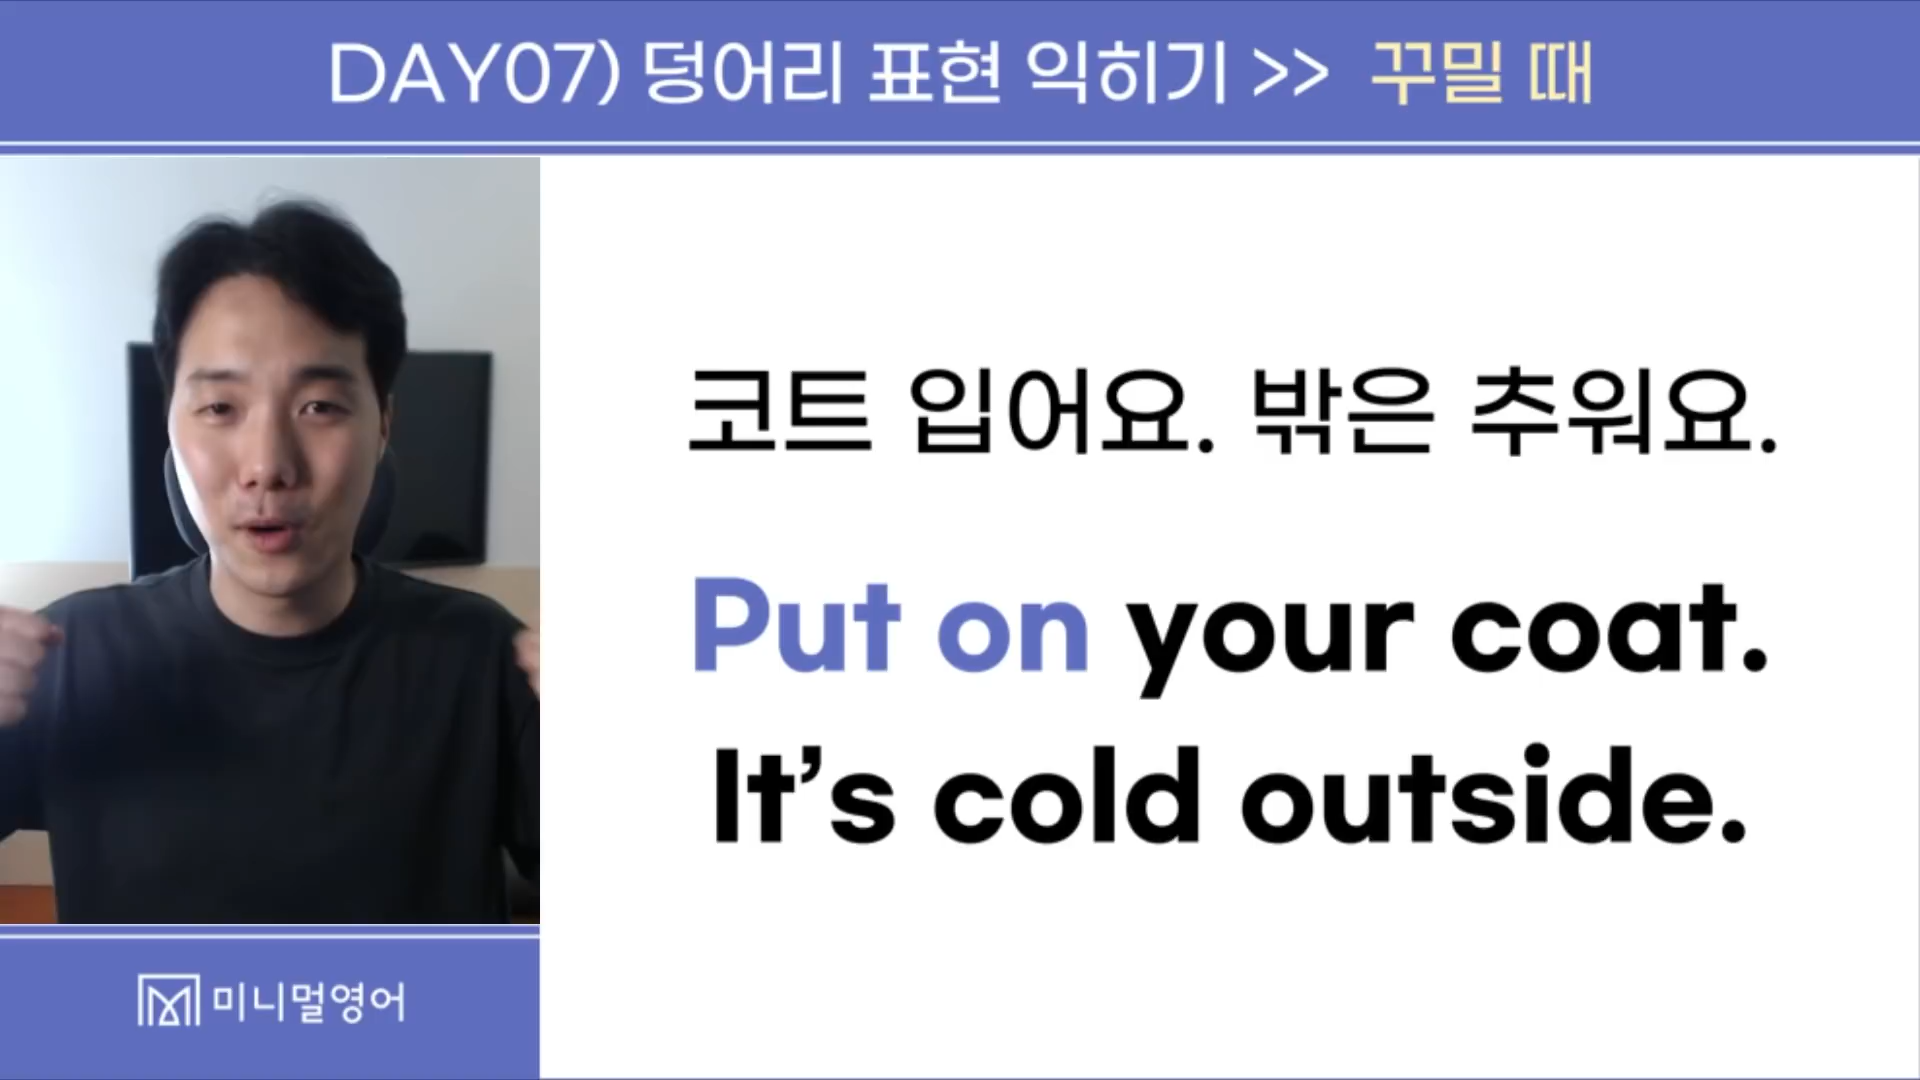 DAY07) 덩어리 표현 익히기 >> 꾸밀 때
코트 입어요. 밖은 추워요.
Put on your coat.
It’s cold outside.
미니멀영어